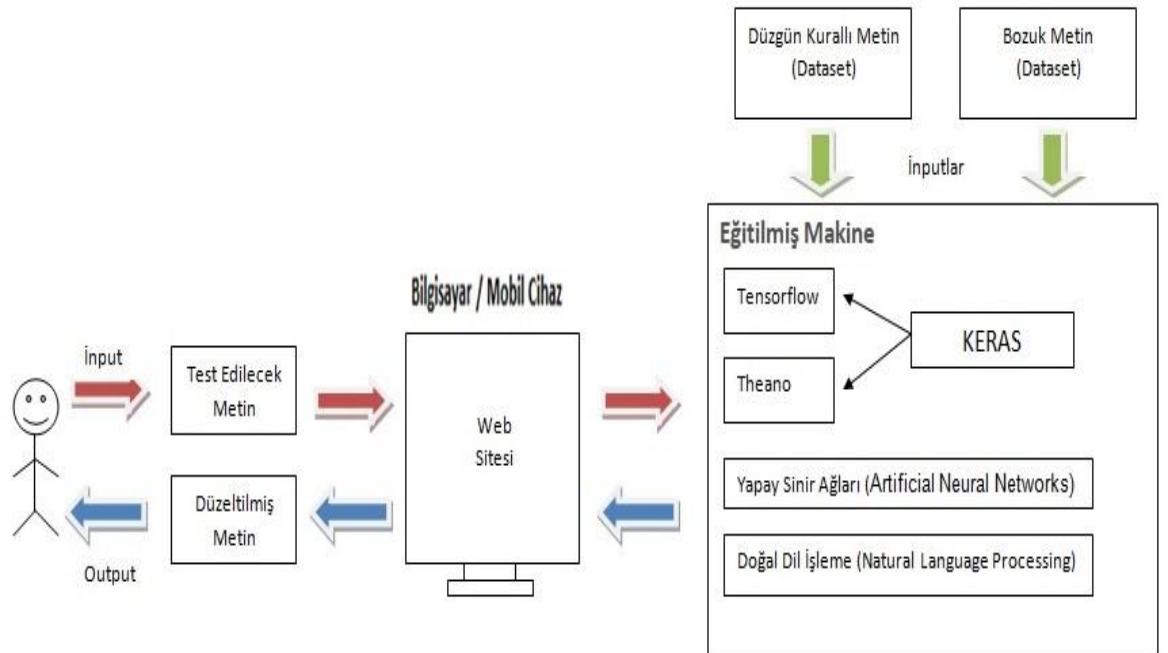 Düzgün Kurallı Metin
(Dataset)
Bozuk Metin
(Dataset)
İnputlar
Eğitilmiş Makine
Tensorflow
KERAS
Theano
Yapay Sinir Ağları (Artificial Neural Networks)
Doğal Dil İşleme (Natural Language Processing)
Bilgisayar / Mobil Cihaz
Web
Sitesi
İnput
Test Edilecek
Metin
Düzeltilmiş
Metin
Output